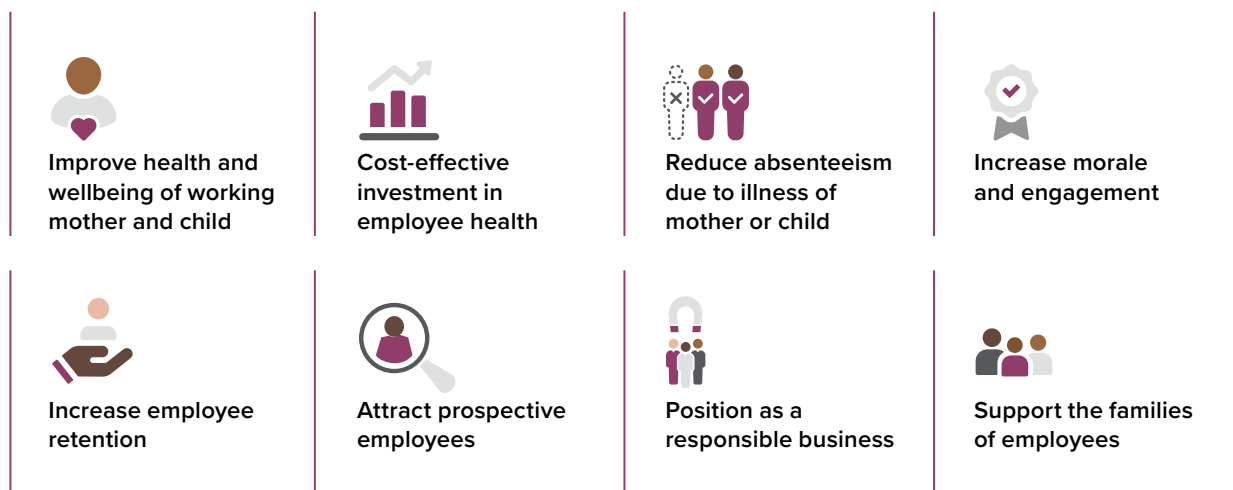 Improve health and
wellbeing of working
mother and child
Cost-effective
investment in
employee health
Reduce absenteeism
due to illness of
mother or child
Increase morale
and engagement
Increase employee
retention
Attract prospective
employees
Position as a
responsible business
Support the families
of employees